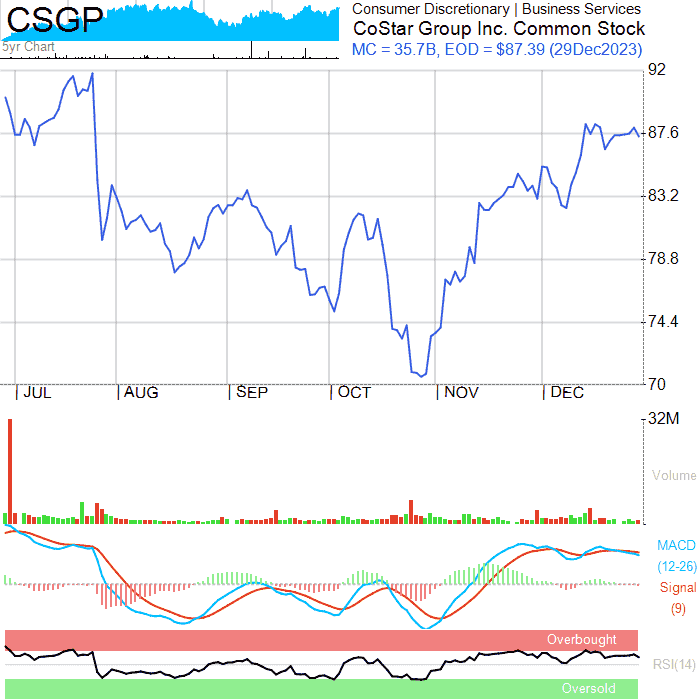 CSGP
5yr Chart
Consumer Discretionary | Business Services
CoStar Group Inc. Common Stock
MC = 35.7B, EOD = $87.39 (29Dec2023)
92
87.6
83.2
78.8
74.4
70
JUL
AUG
SEP
OCT
NOV
DEC
32M
Volume
MACD
(12-26)
Signal
(9)
Overbought
RSI(14)
Oversold